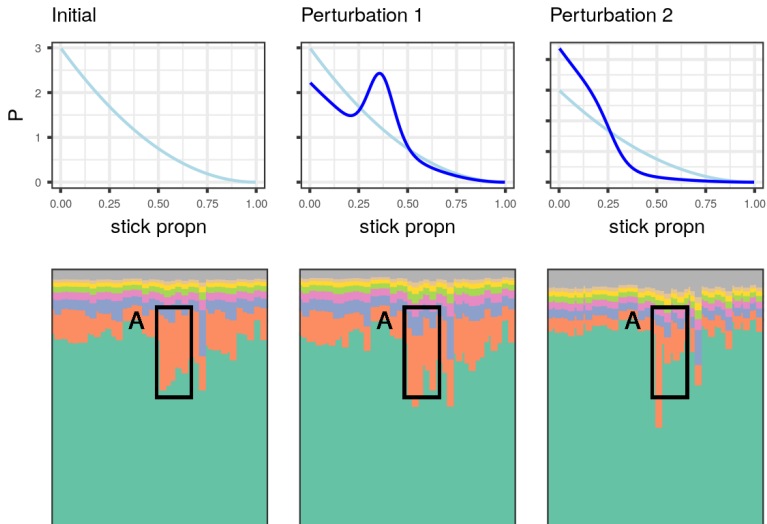 Initial
Perturbation 1
Perturbation 2
P
3
2
1
0
0.00 0.25 0.50 0.75 1.00
0.00 0.25 0.50 0.75 1.00
0.00 0.25 0.50 0.75 1.00
stick propn
stick propn
stick propn
A
A
A